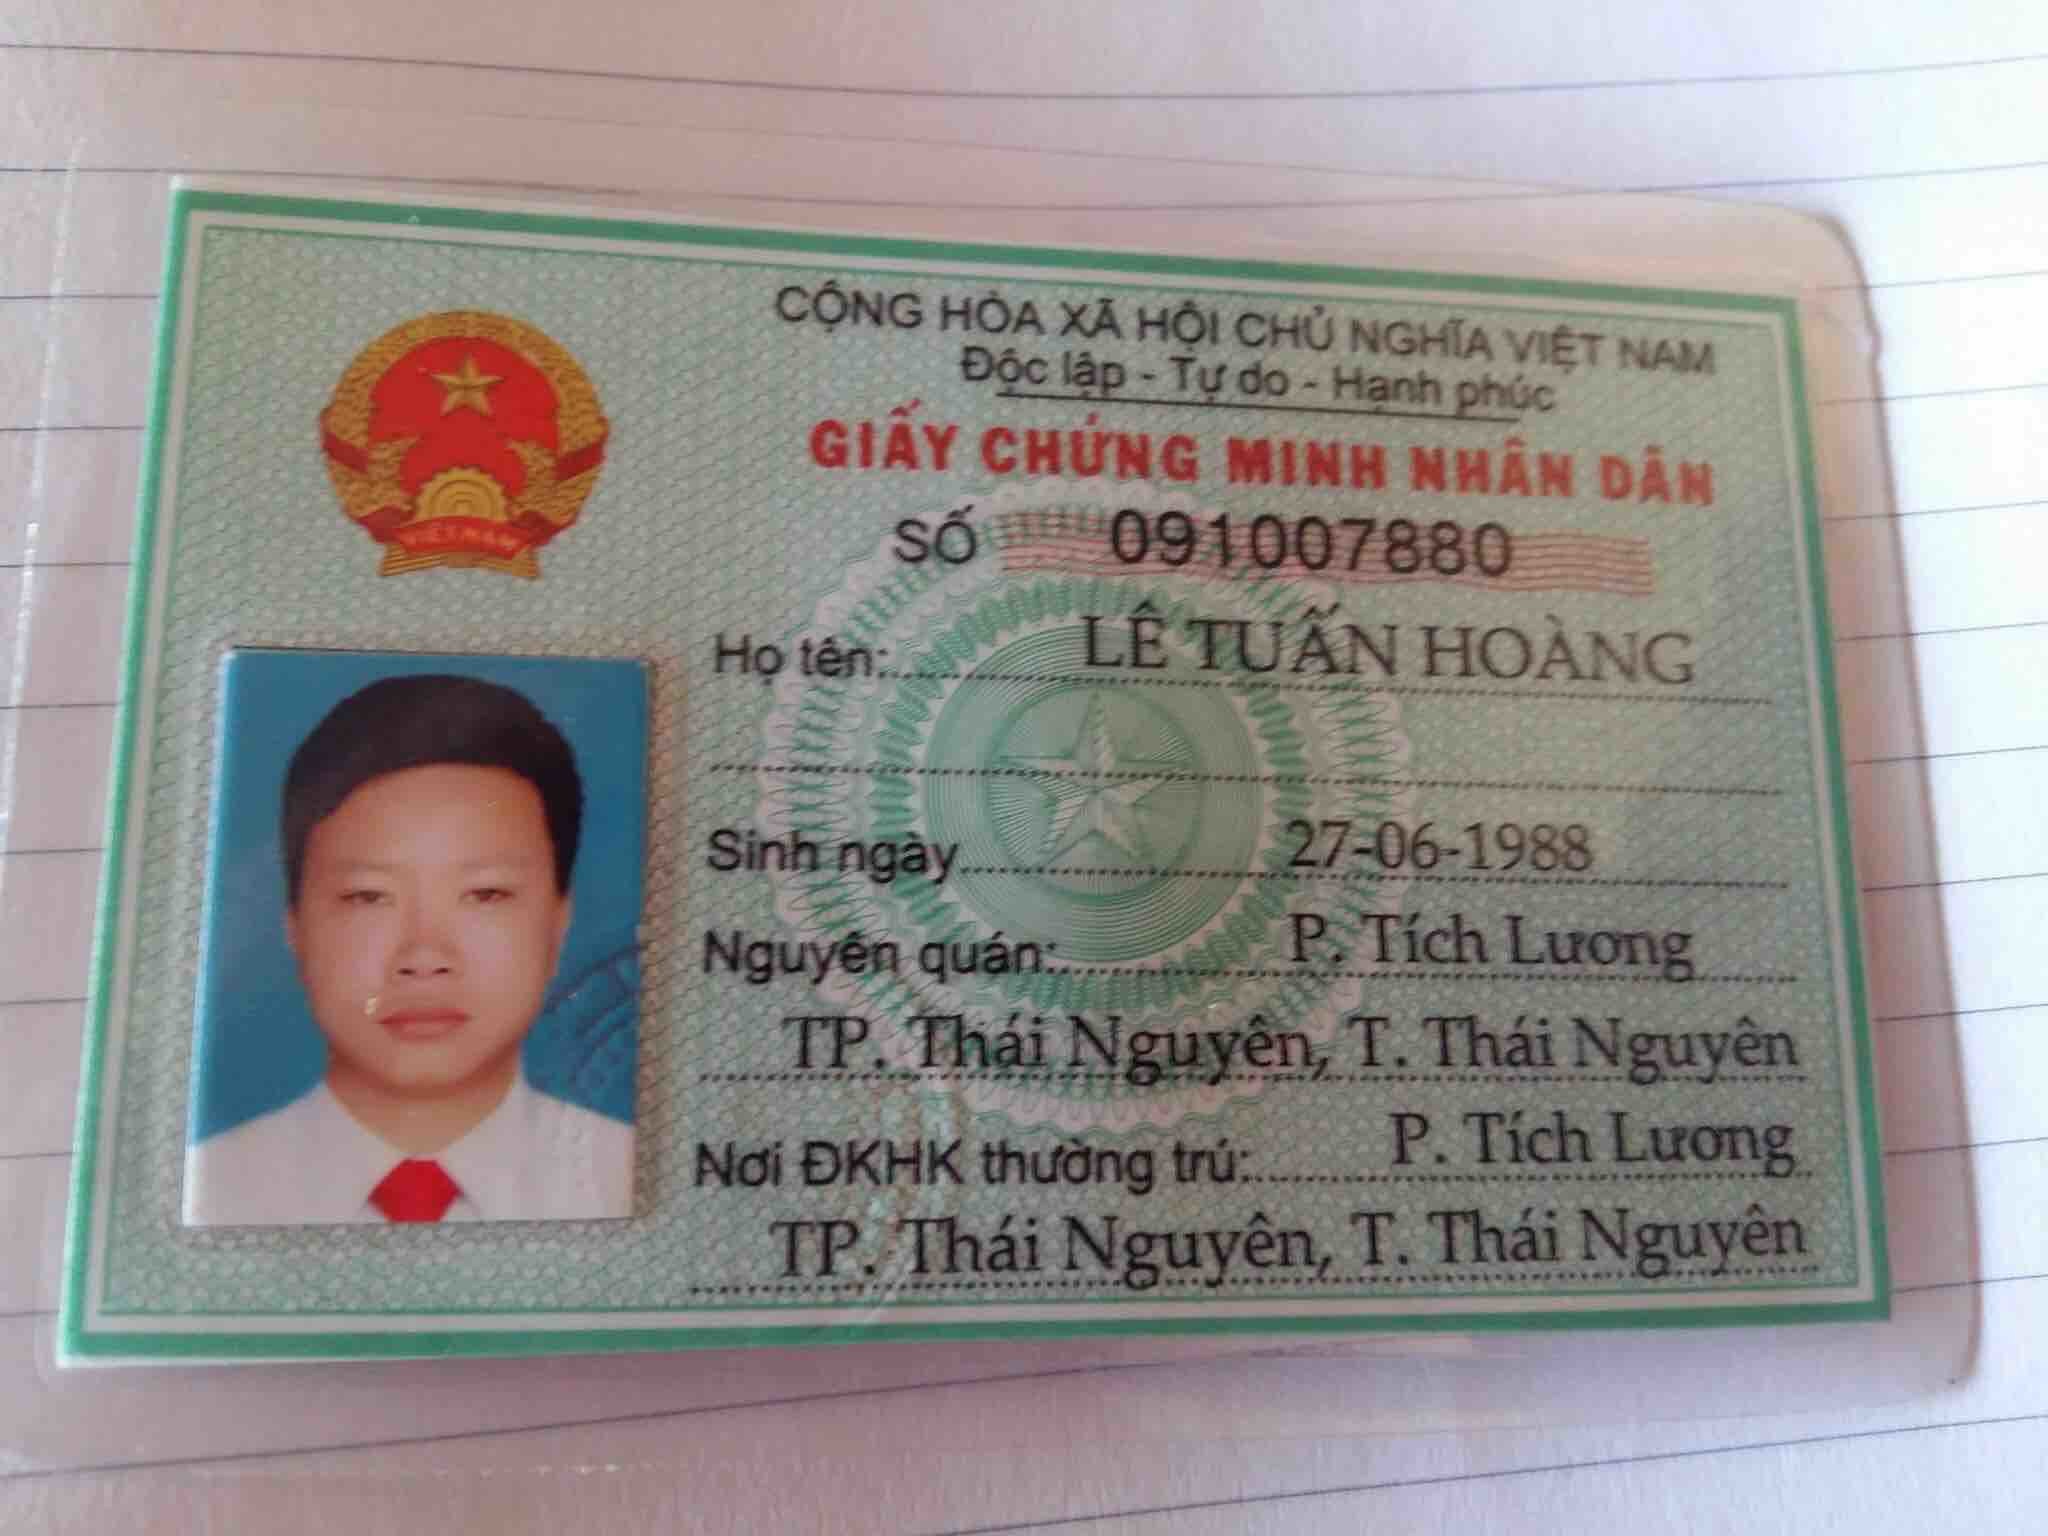 CỘNG HÒA XÃ HỘI CHỦ NGHĨA VIỆT NAM
Độc lập - Tự do - Hạnh phúc
GIẤY CHỨNG MINH NHÂN DÂN
SỐ 091007880
VIỆT NAM
Họ tên: LÊ TUẤN HOÀNG
Sinh ngày 27-06-1988
Nguyên quán: P. Tích Lương
TP. Thái Nguyên, T. Thái Nguyên
Nơi ĐKHK thường trú: P. Tích Lương
TP. Thái Nguyên, T. Thái Nguyên